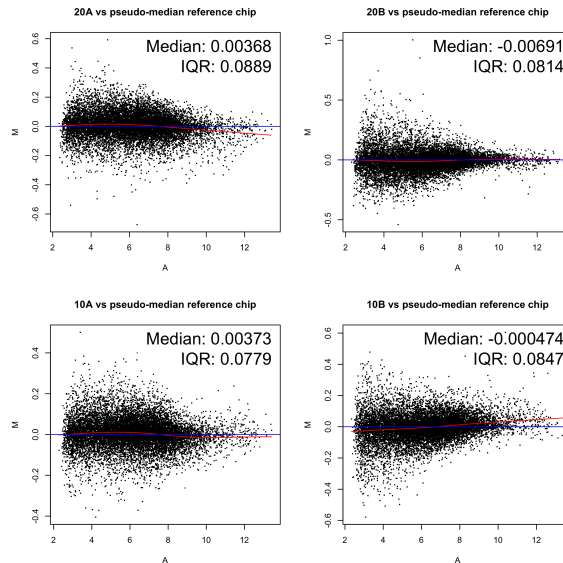 20A vs pseudo-median reference chip
Median: 0.00368
IQR: 0.0889
M
0.6
0.4
0.2
0.0
-0.2
-0.4
-0.6
2 4 6 8 10 12
A
20B vs pseudo-median reference chip
Median: -0.00691
IQR: 0.0814
M
1.0
0.5
0.0
-0.5
2 4 6 8 10 12
A
10A vs pseudo-median reference chip
Median: 0.00373
IQR: 0.0779
M
0.4
0.2
0.0
-0.2
-0.4
2 4 6 8 10 12
A
10B vs pseudo-median reference chip
Median: -0.000474
IQR: 0.0847
M
0.6
0.4
0.2
0.0
-0.2
-0.4
-0.6
2 4 6 8 10 12
A